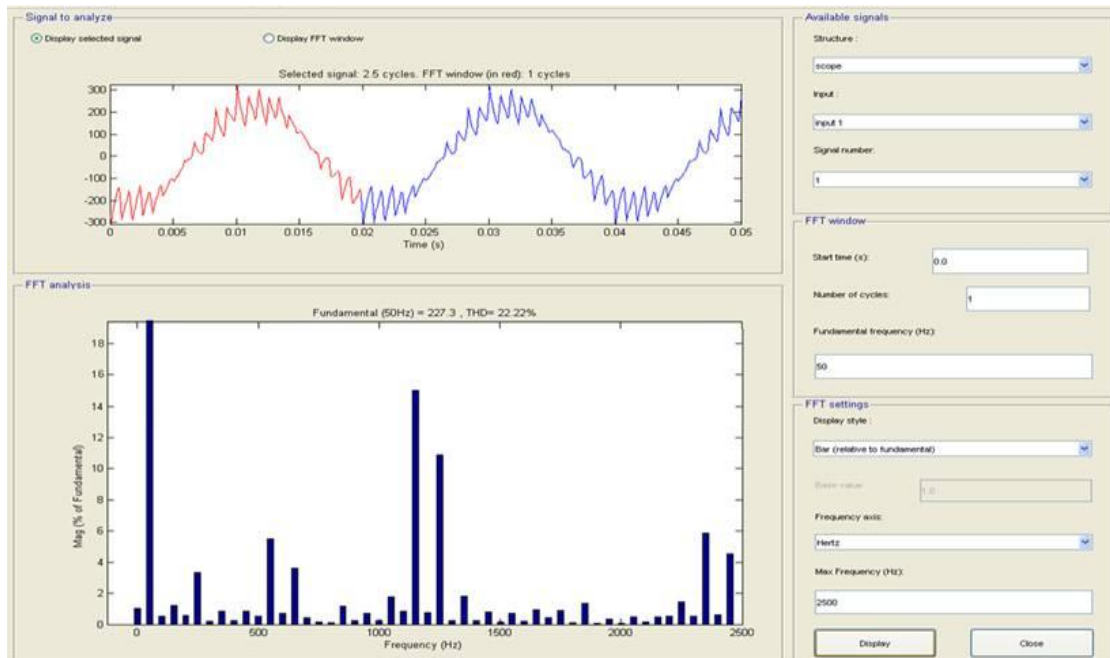 Signal to analyze
Display selected signal
Display FFT window
Selected signal: 2.5 cycles. FFT window (in red): 1 cycles
300
200
100
0
-100
-200
-300
0
0.005
0.01
0.015
0.02
0.025
0.03
0.035
0.04
0.045
0.05
Time (s)
FFT analysis
Fundamental (50Hz) = 227.3 , THD= 22.22%
18
16
14
12
10
8
6
4
2
0
Mag (% of Fundamental)
0
500
1000
1500
2000
2500
Frequency (Hz)
Available signals
Structure :
scope
Input :
input 1
Signal number:
1
FFT window
Start time (s):
0.0
Number of cycles:
1
Fundamental frequency (Hz):
50
FFT settings
Display style :
Bar (relative to fundamental)
Base value:
1.0
Frequency axis:
Hertz
Max Frequency (Hz):
2500
Display
Close